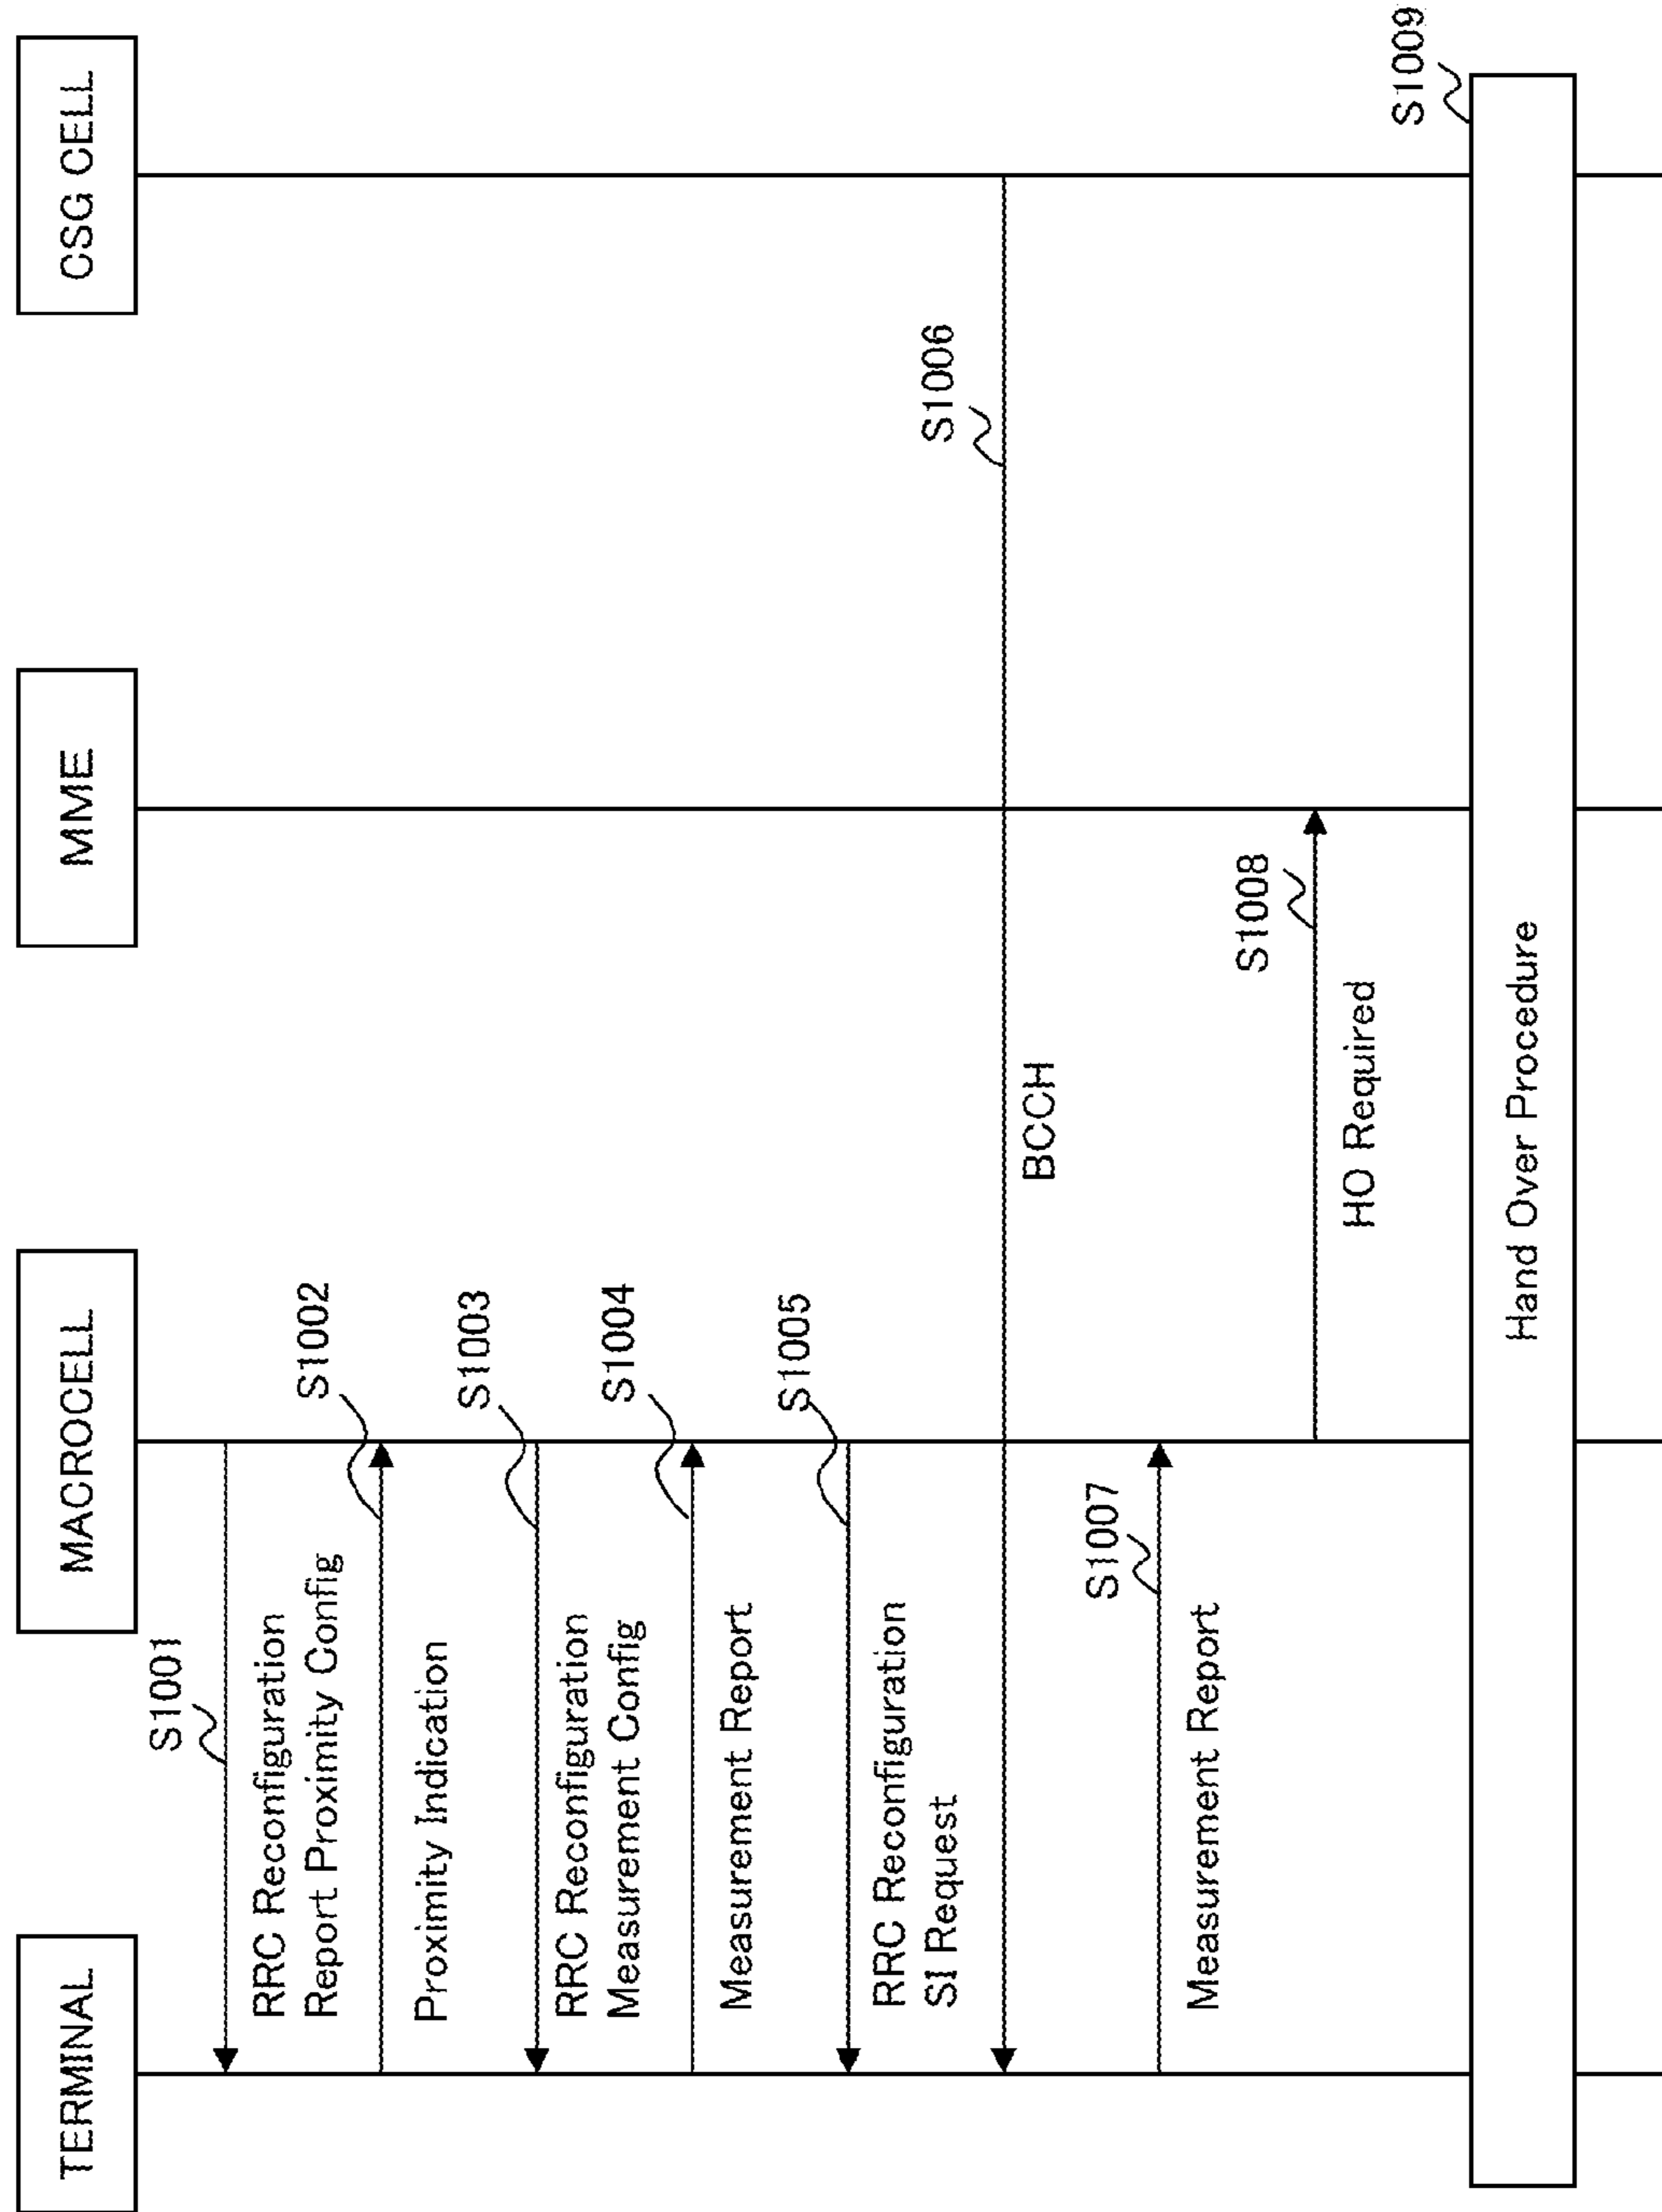 TERMINAL
MACROCELL
MME
CSG CELL
S1001
RRC Reconfiguration
Report Proximity Config
S1002
Proximity Indication
S1003
RRC Reconfiguration
Measurement Config
S1004
Measurement Report
S1005
RRC Reconfiguration
SI Request
S1006
BCCH
S1007
Measurement Report
S1008
HO Required
S1009
Hand Over Procedure